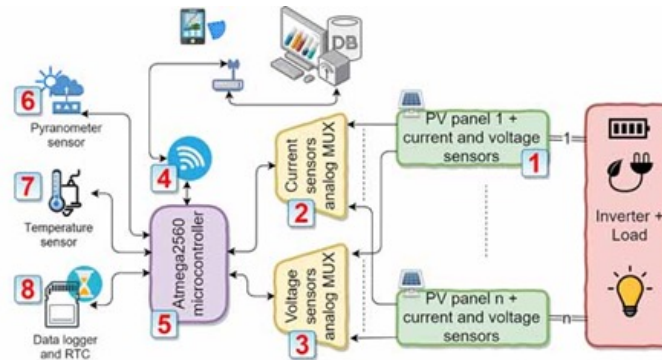 DB
6
Pyranometer
sensor
7
Temperature
sensor
8
Data logger
and RTC
4
Atmega2560
microcontroller
5
Current
sensors
analog MUX
2
Voltage
sensors
analog MUX
3
PV panel 1 +
current and voltage
sensors
1
PV panel n +
current and voltage
sensors
1
n
Inverter +
Load